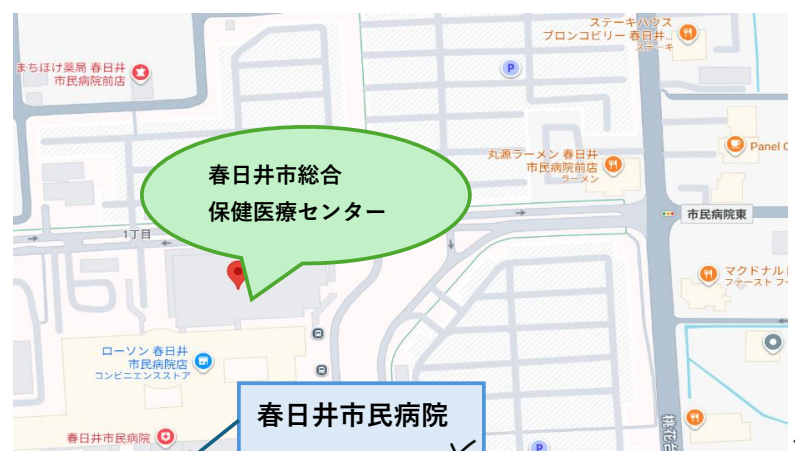 ステーキハウス
ブロンコビリー 春日井…
ステーキ
まちほけ薬局 春日井
市民病院前店
P
丸源ラーメン 春日井
市民病院前店
ラーメン
Panel
春日井市総合
保健医療センター
市民病院東
1丁目
マクドナル
ファーストフー
ローソン 春日井
市民病院店
コンビニエンスストア
春日井市民病院
春日井市民病院
P
桃花台